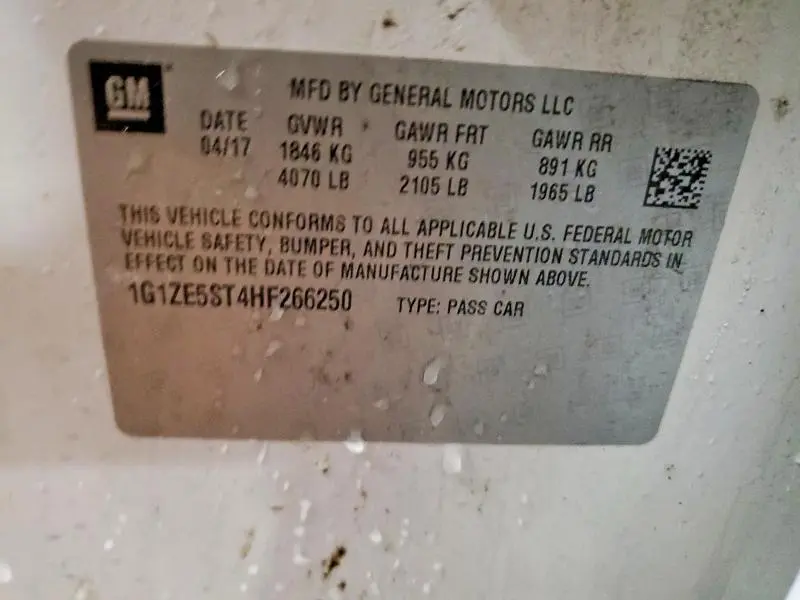 GM
MFD BY GENERAL MOTORS LLC
DATE GVWR GAWR FRT GAWR RR
04/17 1846 KG 955 KG 891 KG
4070 LB 2105 LB 1965 LB
THIS VEHICLE CONFORMS TO ALL APPLICABLE U.S. FEDERAL MOTOR
VEHICLE SAFETY, BUMPER, AND THEFT PREVENTION STANDARDS IN
EFFECT ON THE DATE OF MANUFACTURE SHOWN ABOVE.
1G1ZE5ST4HF266250 TYPE: PASS CAR